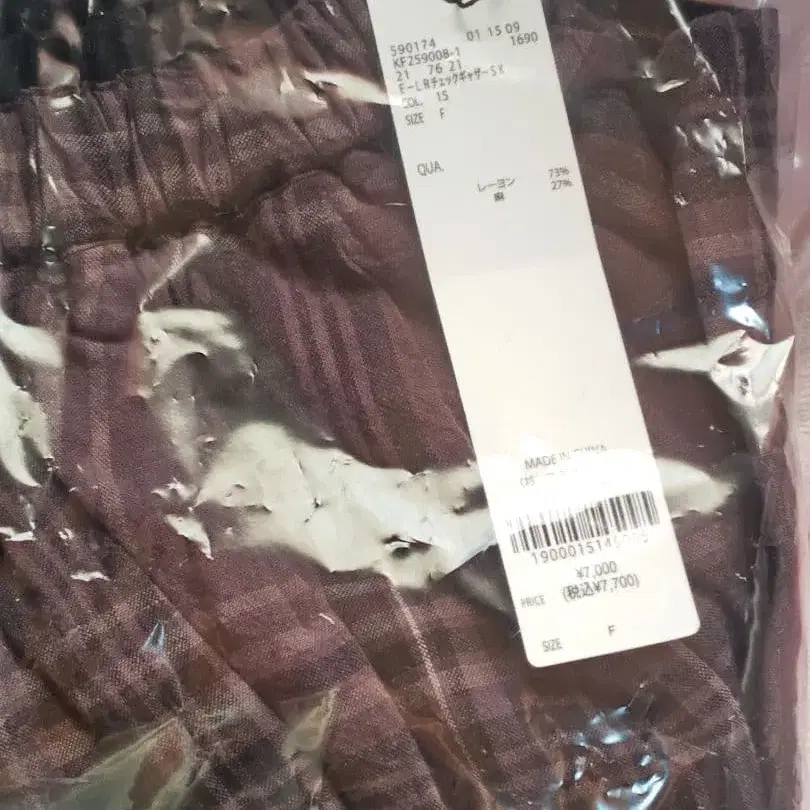 590174 01 15 09
KF259008-1 1690
21 76 21
E-LRチェックギャザーSK
COL. 15
SIZE F
QUA.
レーヨン 73%
麻 27%
MADE IN
¥7,000
PRICE (税込¥7,700)
SIZE F